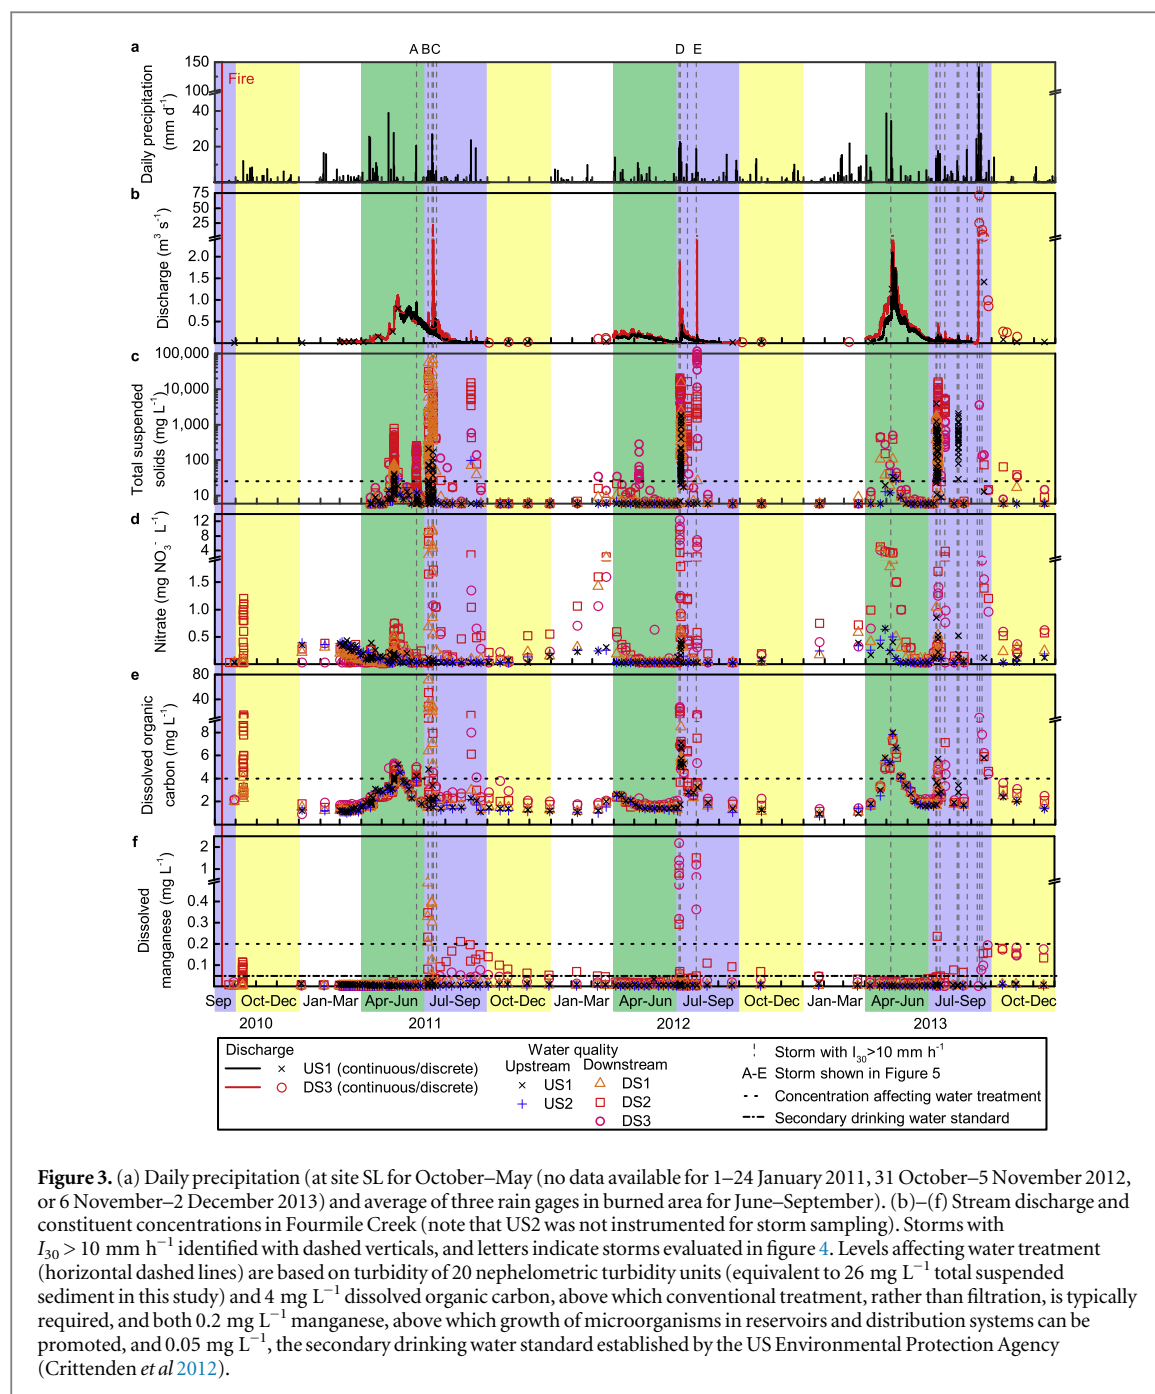 a
A BC D E
Fire
Daily precipitation
(mm d-1)
150
100
40
20
b
Discharge (m3 s-1)
75
50
25
2.0
1.5
1.0
0.5
c
Total suspended
solids (mg L-1)
100,000
10,000
1,000
100
10
d
Nitrate (mg NO3- L-1)
12
8
4
1.5
1.0
0.5
e
Dissolved organic
carbon (mg L-1)
80
40
8
6
4
2
f
Dissolved
manganese (mg L-1)
2
1
0.4
0.3
0.2
0.1
Sep Oct-Dec Jan-Mar Apr-Jun Jul-Sep Oct-Dec Jan-Mar Apr-Jun Jul-Sep Oct-Dec Jan-Mar Apr-Jun Jul-Sep Oct-Dec
2010 2011 2012 2013
Discharge
US1 (continuous/discrete)
DS3 (continuous/discrete)
Water quality
Upstream Downstream
US1 DS1
US2 DS2
DS3
Storm with I30>10 mm h-1
A-E Storm shown in Figure 5
Concentration affecting water treatment
Secondary drinking water standard
Figure 3. (a) Daily precipitation (at site SL for October–May (no data available for 1–24 January 2011, 31 October–5 November 2012,
or 6 November–2 December 2013) and average of three rain gages in burned area for June–September). (b)–(f) Stream discharge and
constituent concentrations in Fourmile Creek (note that US2 was not instrumented for storm sampling). Storms with
I30 > 10 mm h−1 identified with dashed verticals, and letters indicate storms evaluated in figure 4. Levels affecting water treatment
(horizontal dashed lines) are based on turbidity of 20 nephelometric turbidity units (equivalent to 26 mg L−1 total suspended
sediment in this study) and 4 mg L−1 dissolved organic carbon, above which conventional treatment, rather than filtration, is typically
required, and both 0.2 mg L−1 manganese, above which growth of microorganisms in reservoirs and distribution systems can be
promoted, and 0.05 mg L−1, the secondary drinking water standard established by the US Environmental Protection Agency
(Crittenden et al 2012).